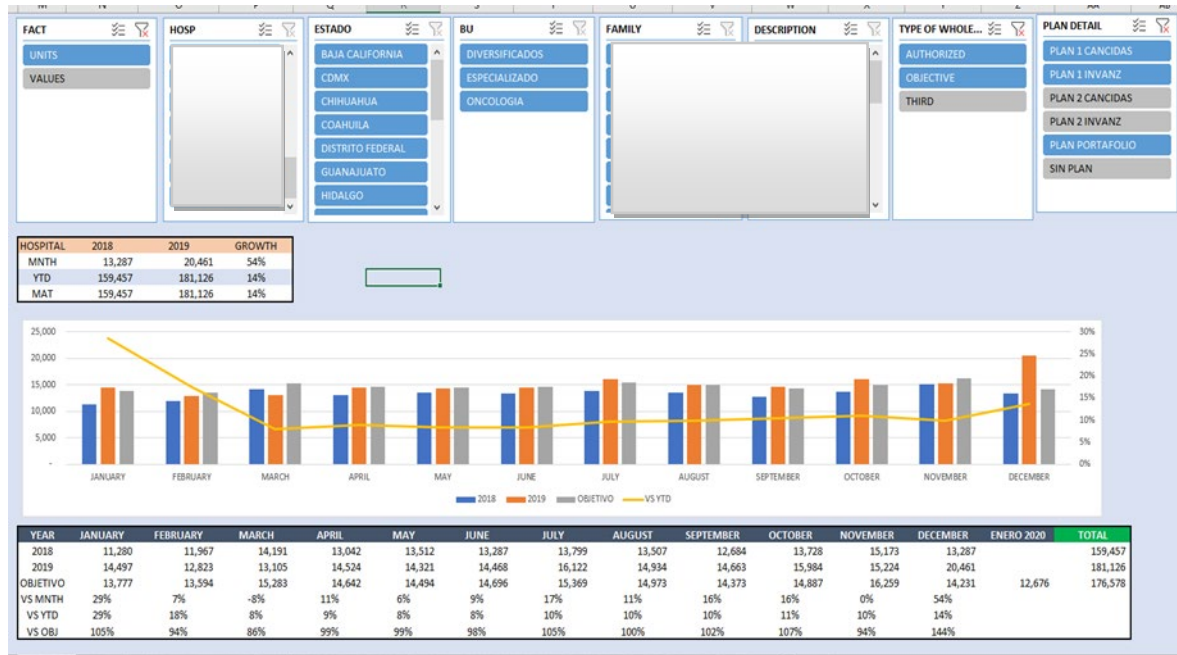 M N O P Q R S T U V W X Y Z AA AB
FACT HOSP ESTADO BU FAMILY DESCRIPTION TYPE OF WHOLE... PLAN DETAIL
UNITS BAJA CALIFORNIA DIVERSIFICADOS AUTHORIZED PLAN 1 CANCIDAS
VALUES CDMX ESPECIALIZADO OBJECTIVE PLAN 1 INVANZ
CHIHUAHUA ONCOLOGIA THIRD PLAN 2 CANCIDAS
COAHUILA PLAN 2 INVANZ
DISTRITO FEDERAL PLAN PORTAFOLIO
GUANAJUATO SIN PLAN
HIDALGO
HOSPITAL 2018 2019 GROWTH
MNTH 13,287 20,461 54%
YTD 159,457 181,126 14%
MAT 159,457 181,126 14%
25,000 30%
25%
20,000
20%
15,000
15%
10,000
10%
5,000
5%
- 0%
JANUARY FEBRUARY MARCH APRIL MAY JUNE JULY AUGUST SEPTEMBER OCTOBER NOVEMBER DECEMBER
2018 2019 OBJETIVO VS YTD
YEAR JANUARY FEBRUARY MARCH APRIL MAY JUNE JULY AUGUST SEPTEMBER OCTOBER NOVEMBER DECEMBER ENERO 2020 TOTAL
2018 11,280 11,967 14,191 13,042 13,512 13,287 13,799 13,507 12,684 13,728 15,173 13,287 159,457
2019 14,497 12,823 13,105 14,524 14,321 14,468 16,122 14,934 14,663 15,984 15,224 20,461 181,126
OBJETIVO 13,777 13,594 15,283 14,642 14,494 14,696 15,369 14,973 14,373 14,887 16,259 14,231 12,676 176,578
VS MNTH 29% 7% -8% 11% 6% 9% 17% 11% 16% 16% 0% 54%
VS YTD 29% 18% 8% 9% 8% 8% 10% 10% 10% 11% 10% 14%
VS OBJ 105% 94% 86% 99% 99% 98% 105% 100% 102% 107% 94% 144%